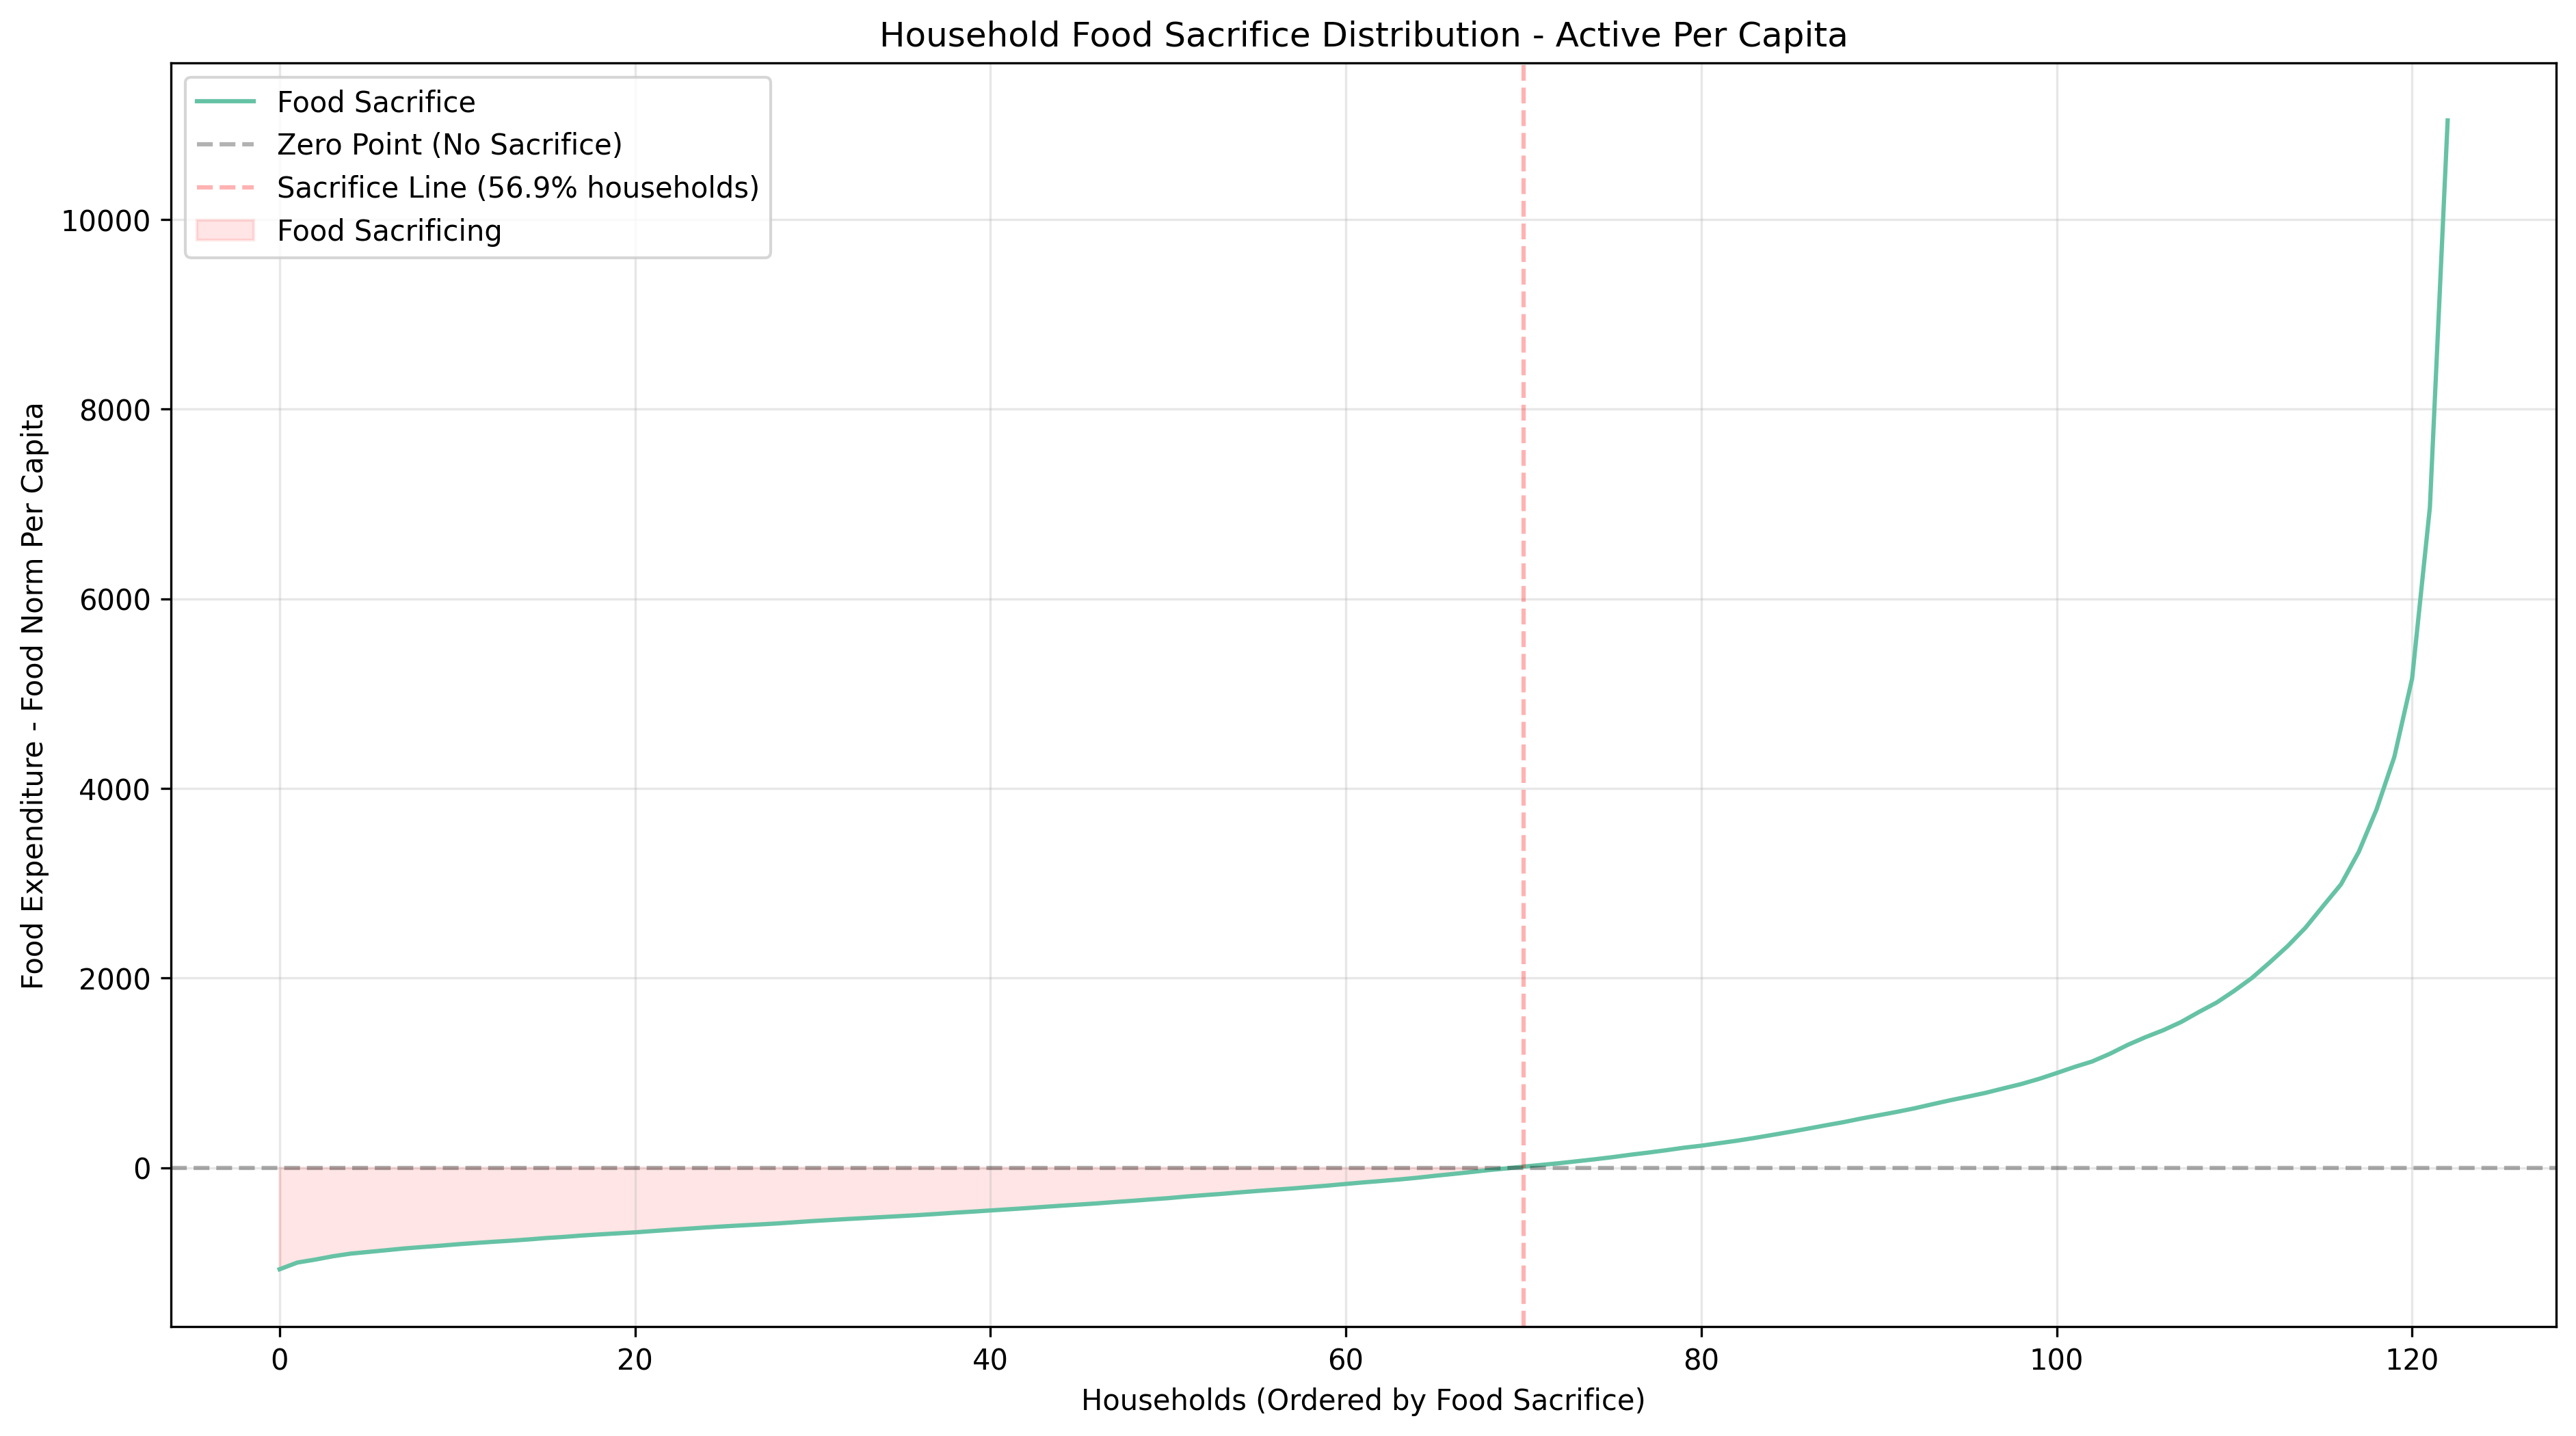 Household Food Sacrifice Distribution - Active Per Capita
Food Sacrifice
Zero Point (No Sacrifice)
Sacrifice Line (56.9% households)
Food Sacrificing
Food Expenditure - Food Norm Per Capita
10000
8000
6000
4000
2000
0
0 20 40 60 80 100 120
Households (Ordered by Food Sacrifice)